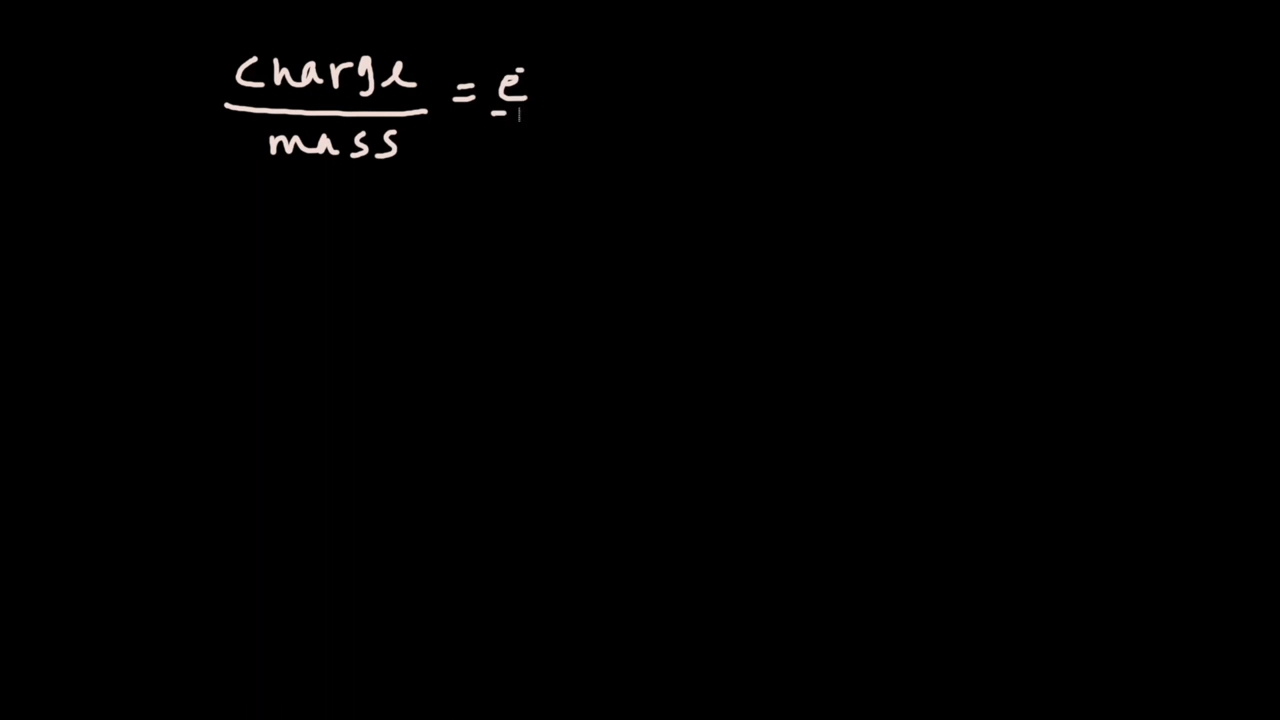 charge
= e⁻
mass